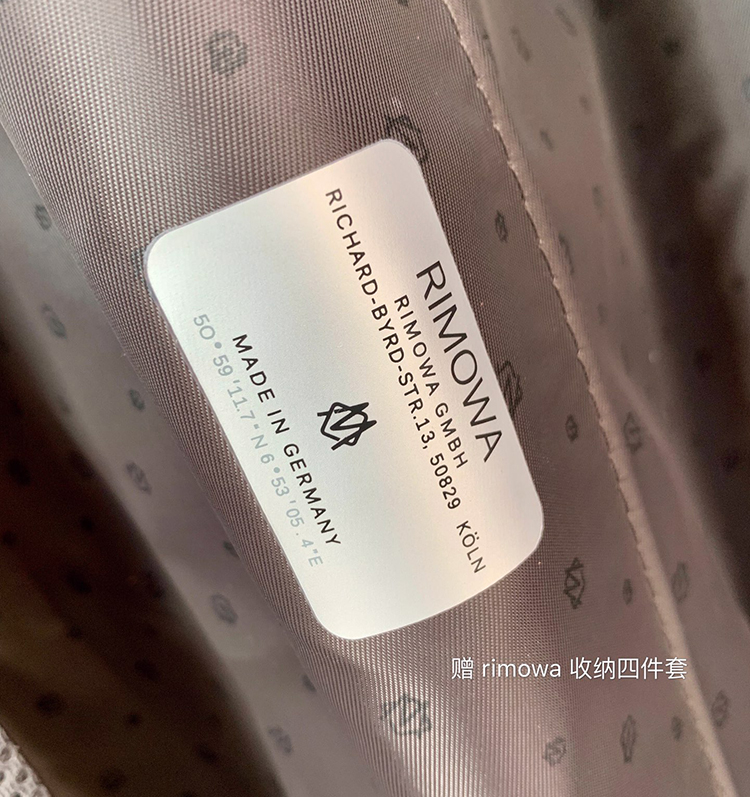 RIMOWA
RIMOWA GMBH
RICHARD-BYRD-STR.13, 50829 KÖLN
MADE IN GERMANY
50°59'11.7"N 6°53'05.4"E
赠 rimowa 收纳四件套